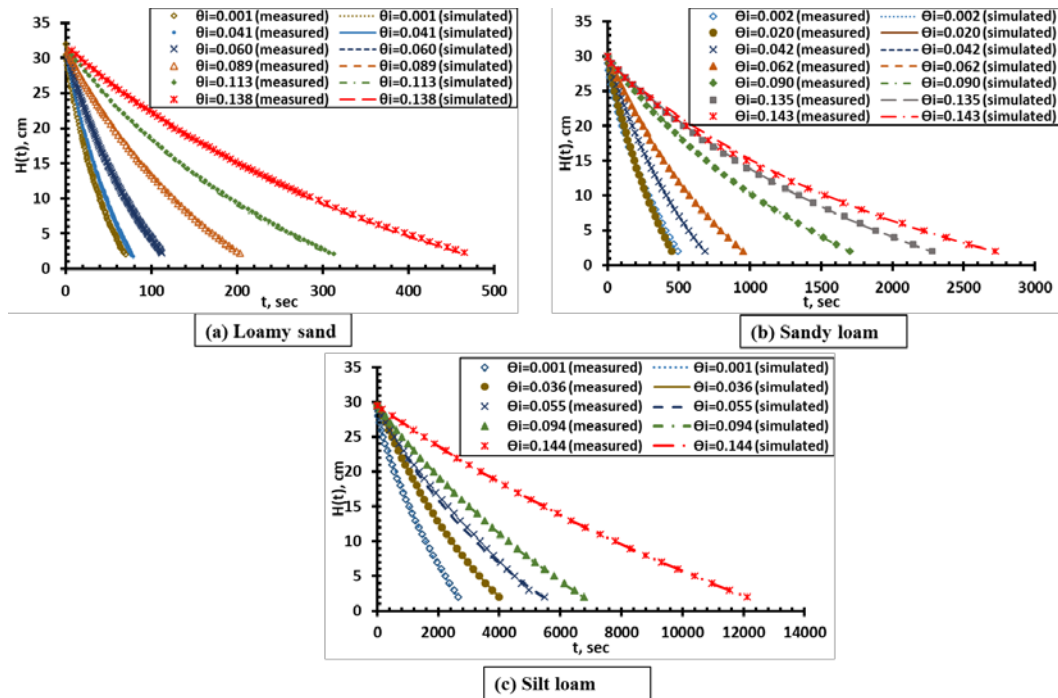 θi=0.001 (measured) θi=0.001 (simulated)
θi=0.041 (measured) θi=0.041 (simulated)
θi=0.060 (measured) θi=0.060 (simulated)
θi=0.089 (measured) θi=0.089 (simulated)
θi=0.113 (measured) θi=0.113 (simulated)
θi=0.138 (measured) θi=0.138 (simulated)
H(t), cm
35
30
25
20
15
10
5
0
0 100 200 300 400 500
t, sec
(a) Loamy sand
θi=0.002 (measured) θi=0.002 (simulated)
θi=0.020 (measured) θi=0.020 (simulated)
θi=0.042 (measured) θi=0.042 (simulated)
θi=0.062 (measured) θi=0.062 (simulated)
θi=0.090 (measured) θi=0.090 (simulated)
θi=0.135 (measured) θi=0.135 (simulated)
θi=0.143 (measured) θi=0.143 (simulated)
H(t), cm
35
30
25
20
15
10
5
0
0 500 1000 1500 2000 2500 3000
t, sec
(b) Sandy loam
θi=0.001 (measured) θi=0.001 (simulated)
θi=0.036 (measured) θi=0.036 (simulated)
θi=0.055 (measured) θi=0.055 (simulated)
θi=0.094 (measured) θi=0.094 (simulated)
θi=0.144 (measured) θi=0.144 (simulated)
H(t), cm
35
30
25
20
15
10
5
0
0 2000 4000 6000 8000 10000 12000 14000
t, sec
(c) Silt loam